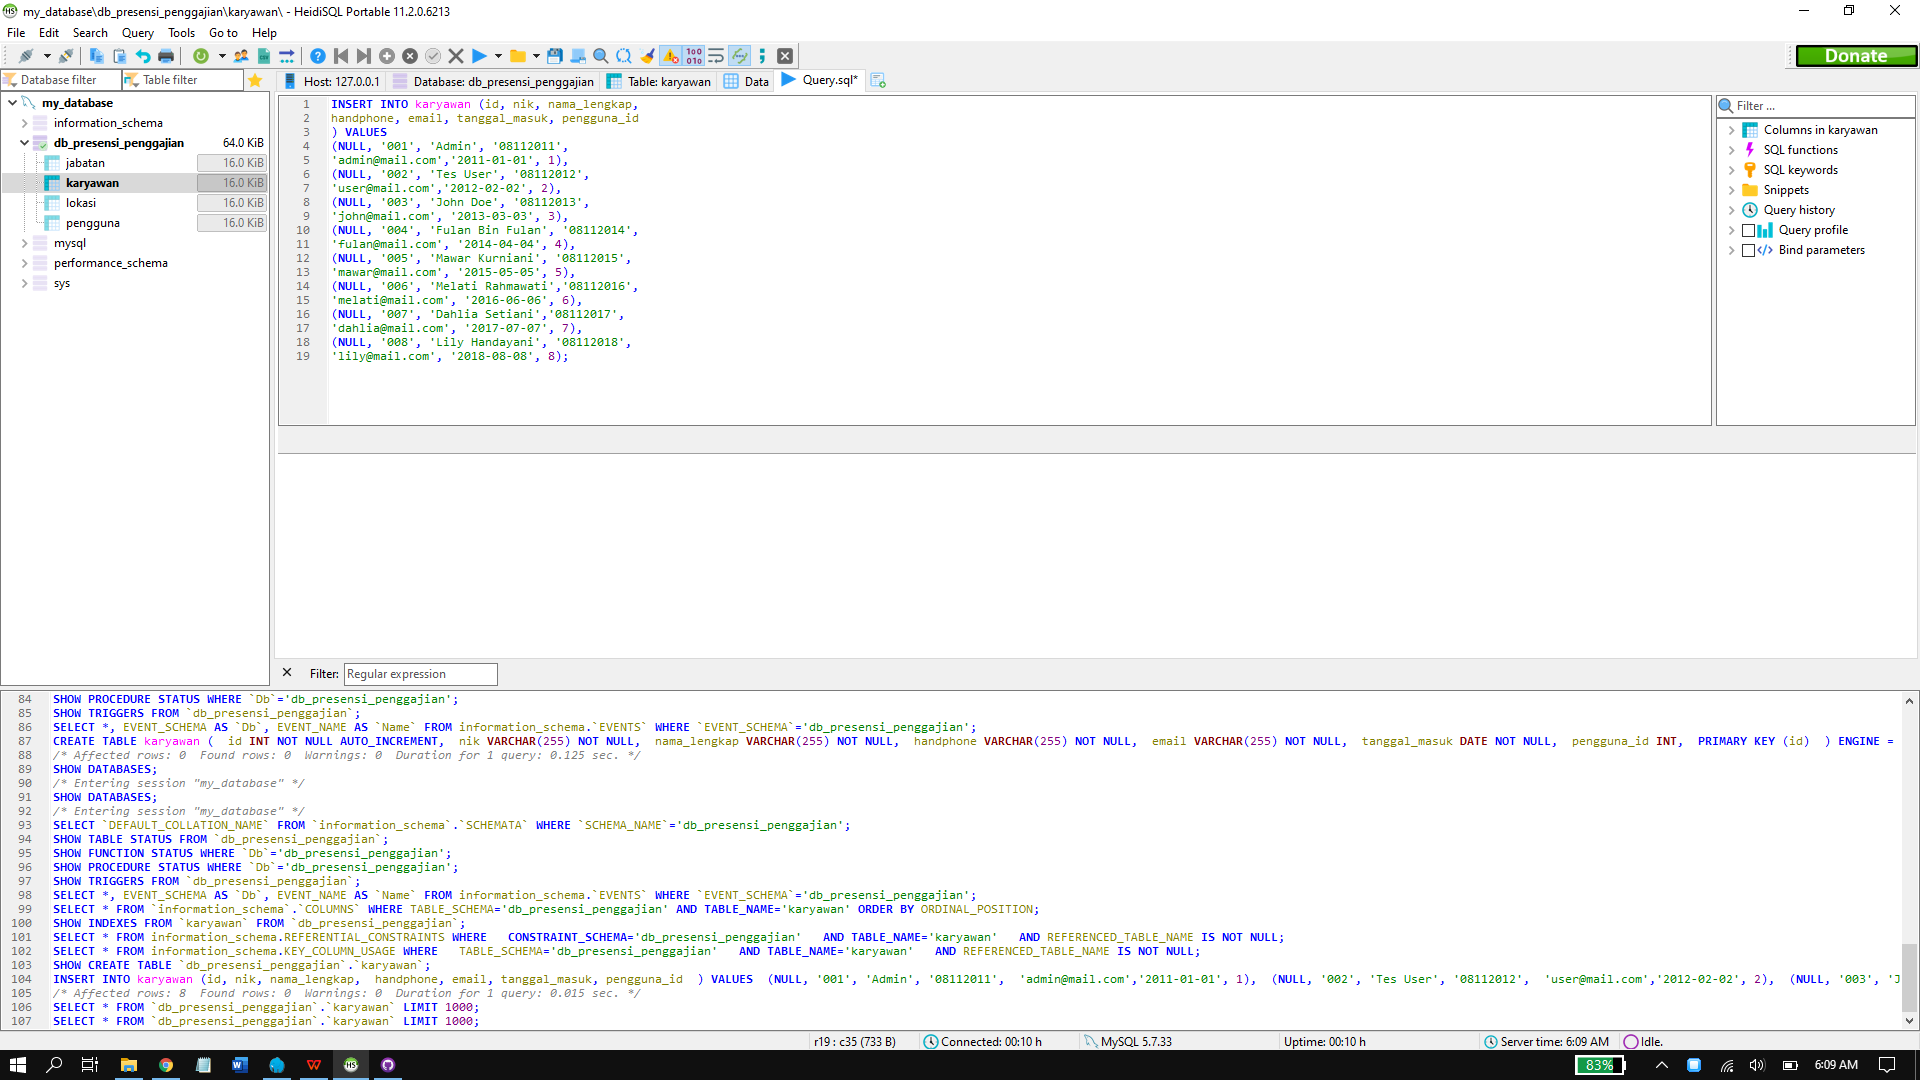 my_database\db_presensi_penggajian\karyawan\ - HeidiSQL Portable 11.2.0.6213
File Edit Search Query Tools Go to Help
Donate
Database filter Table filter Host: 127.0.0.1 Database: db_presensi_penggajian Table: karyawan Data Query.sql*
my_database
information_schema
db_presensi_penggajian 64.0 KiB
jabatan 16.0 KiB
karyawan 16.0 KiB
lokasi 16.0 KiB
pengguna 16.0 KiB
mysql
performance_schema
sys
1 INSERT INTO karyawan (id, nik, nama_lengkap,
2 handphone, email, tanggal_masuk, pengguna_id
3 ) VALUES
4 (NULL, '001', 'Admin', '08112011',
5 'admin@mail.com','2011-01-01', 1),
6 (NULL, '002', 'Tes User', '08112012',
7 'user@mail.com','2012-02-02', 2),
8 (NULL, '003', 'John Doe', '08112013',
9 'john@mail.com', '2013-03-03', 3),
10 (NULL, '004', 'Fulan Bin Fulan', '08112014',
11 'fulan@mail.com', '2014-04-04', 4),
12 (NULL, '005', 'Mawar Kurniani', '08112015',
13 'mawar@mail.com', '2015-05-05', 5),
14 (NULL, '006', 'Melati Rahmawati','08112016',
15 'melati@mail.com', '2016-06-06', 6),
16 (NULL, '007', 'Dahlia Setiani','08112017',
17 'dahlia@mail.com', '2017-07-07', 7),
18 (NULL, '008', 'Lily Handayani', '08112018',
19 'lily@mail.com', '2018-08-08', 8);
Filter ...
Columns in karyawan
SQL functions
SQL keywords
Snippets
Query history
Query profile
Bind parameters
Filter: Regular expression
84 SHOW PROCEDURE STATUS WHERE `Db`='db_presensi_penggajian';
85 SHOW TRIGGERS FROM `db_presensi_penggajian`;
86 SELECT *, EVENT_SCHEMA AS `Db`, EVENT_NAME AS `Name` FROM information_schema.`EVENTS` WHERE `EVENT_SCHEMA`='db_presensi_penggajian';
87 CREATE TABLE karyawan ( id INT NOT NULL AUTO_INCREMENT, nik VARCHAR(255) NOT NULL, nama_lengkap VARCHAR(255) NOT NULL, handphone VARCHAR(255) NOT NULL, email VARCHAR(255) NOT NULL, tanggal_masuk DATE NOT NULL, pengguna_id INT, PRIMARY KEY (id) ) ENGINE =
88 /* Affected rows: 0 Found rows: 0 Warnings: 0 Duration for 1 query: 0.125 sec. */
89 SHOW DATABASES;
90 /* Entering session "my_database" */
91 SHOW DATABASES;
92 /* Entering session "my_database" */
93 SELECT `DEFAULT_COLLATION_NAME` FROM `information_schema`.`SCHEMATA` WHERE `SCHEMA_NAME`='db_presensi_penggajian';
94 SHOW TABLE STATUS FROM `db_presensi_penggajian`;
95 SHOW FUNCTION STATUS WHERE `Db`='db_presensi_penggajian';
96 SHOW PROCEDURE STATUS WHERE `Db`='db_presensi_penggajian';
97 SHOW TRIGGERS FROM `db_presensi_penggajian`;
98 SELECT *, EVENT_SCHEMA AS `Db`, EVENT_NAME AS `Name` FROM information_schema.`EVENTS` WHERE `EVENT_SCHEMA`='db_presensi_penggajian';
99 SELECT * FROM `information_schema`.`COLUMNS` WHERE TABLE_SCHEMA='db_presensi_penggajian' AND TABLE_NAME='karyawan' ORDER BY ORDINAL_POSITION;
100 SHOW INDEXES FROM `karyawan` FROM `db_presensi_penggajian`;
101 SELECT * FROM information_schema.REFERENTIAL_CONSTRAINTS WHERE CONSTRAINT_SCHEMA='db_presensi_penggajian' AND TABLE_NAME='karyawan' AND REFERENCED_TABLE_NAME IS NOT NULL;
102 SELECT * FROM information_schema.KEY_COLUMN_USAGE WHERE TABLE_SCHEMA='db_presensi_penggajian' AND TABLE_NAME='karyawan' AND REFERENCED_TABLE_NAME IS NOT NULL;
103 SHOW CREATE TABLE `db_presensi_penggajian`.`karyawan`;
104 INSERT INTO karyawan (id, nik, nama_lengkap, handphone, email, tanggal_masuk, pengguna_id ) VALUES (NULL, '001', 'Admin', '08112011', 'admin@mail.com','2011-01-01', 1), (NULL, '002', 'Tes User', '08112012', 'user@mail.com','2012-02-02', 2), (NULL, '003', 'J
105 /* Affected rows: 8 Found rows: 0 Warnings: 0 Duration for 1 query: 0.015 sec. */
106 SELECT * FROM `db_presensi_penggajian`.`karyawan` LIMIT 1000;
107 SELECT * FROM `db_presensi_penggajian`.`karyawan` LIMIT 1000;
r19 : c35 (733 B) Connected: 00:10 h MySQL 5.7.33 Uptime: 00:10 h Server time: 6:09 AM Idle.
83% 6:09 AM